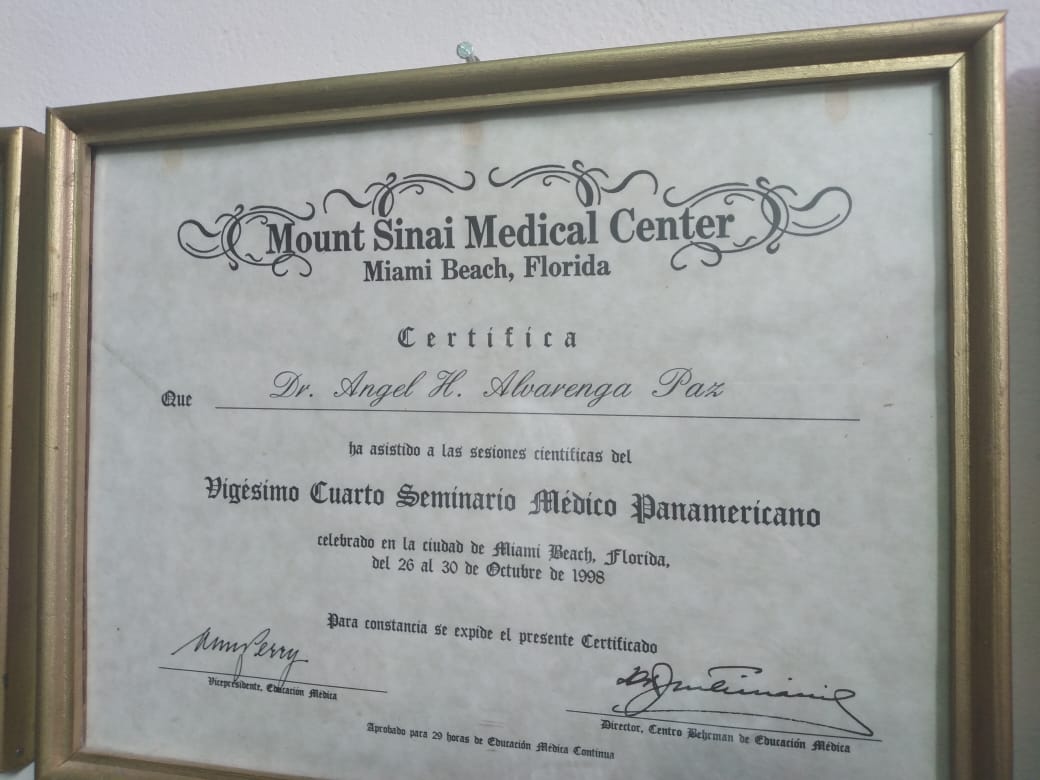 Mount Sinai Medical Center
Miami Beach, Florida
Certifica
Que Dr. Angel H. Alvarenga Paz
ha asistido a las sesiones científicas del
Vigésimo Cuarto Seminario Médico Panamericano
celebrado en la ciudad de Miami Beach, Florida,
del 26 al 30 de Octubre de 1998
Para constancia se expide el presente Certificado
Vicepresidente, Educación Médica
Director, Centro Behrman de Educación Médica
Aprobado para 29 horas de Educación Médica Continua